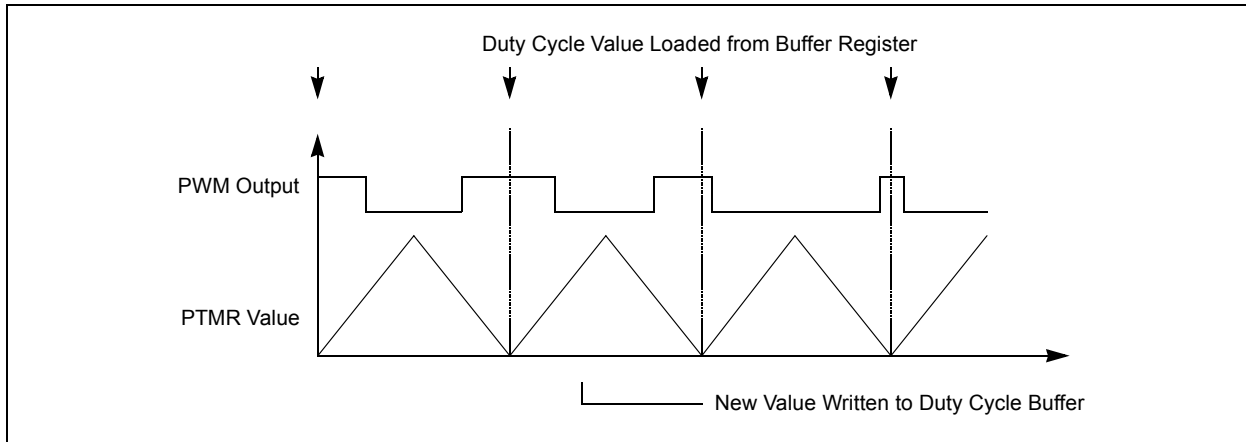 Duty Cycle Value Loaded from Buffer Register
PWM Output
PTMR Value
New Value Written to Duty Cycle Buffer